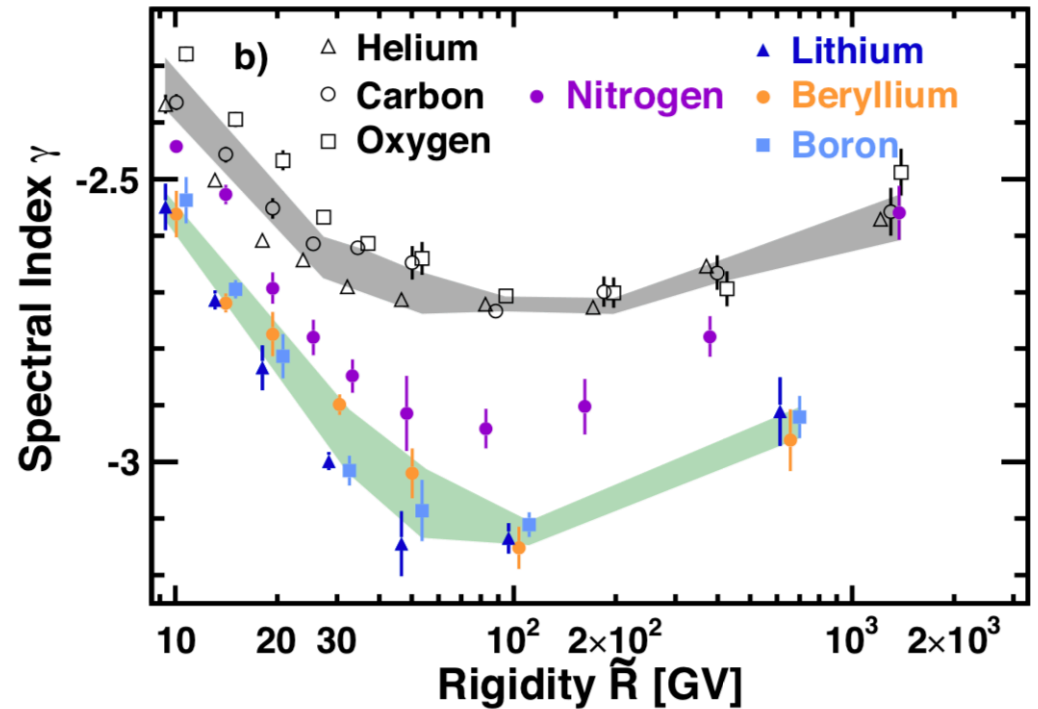 b)
Helium
Carbon
Oxygen
Nitrogen
Lithium
Beryllium
Boron
Spectral Index γ
-2.5
-3
10 20 30 10² 2×10² 10³ 2×10³
Rigidity R̃ [GV]